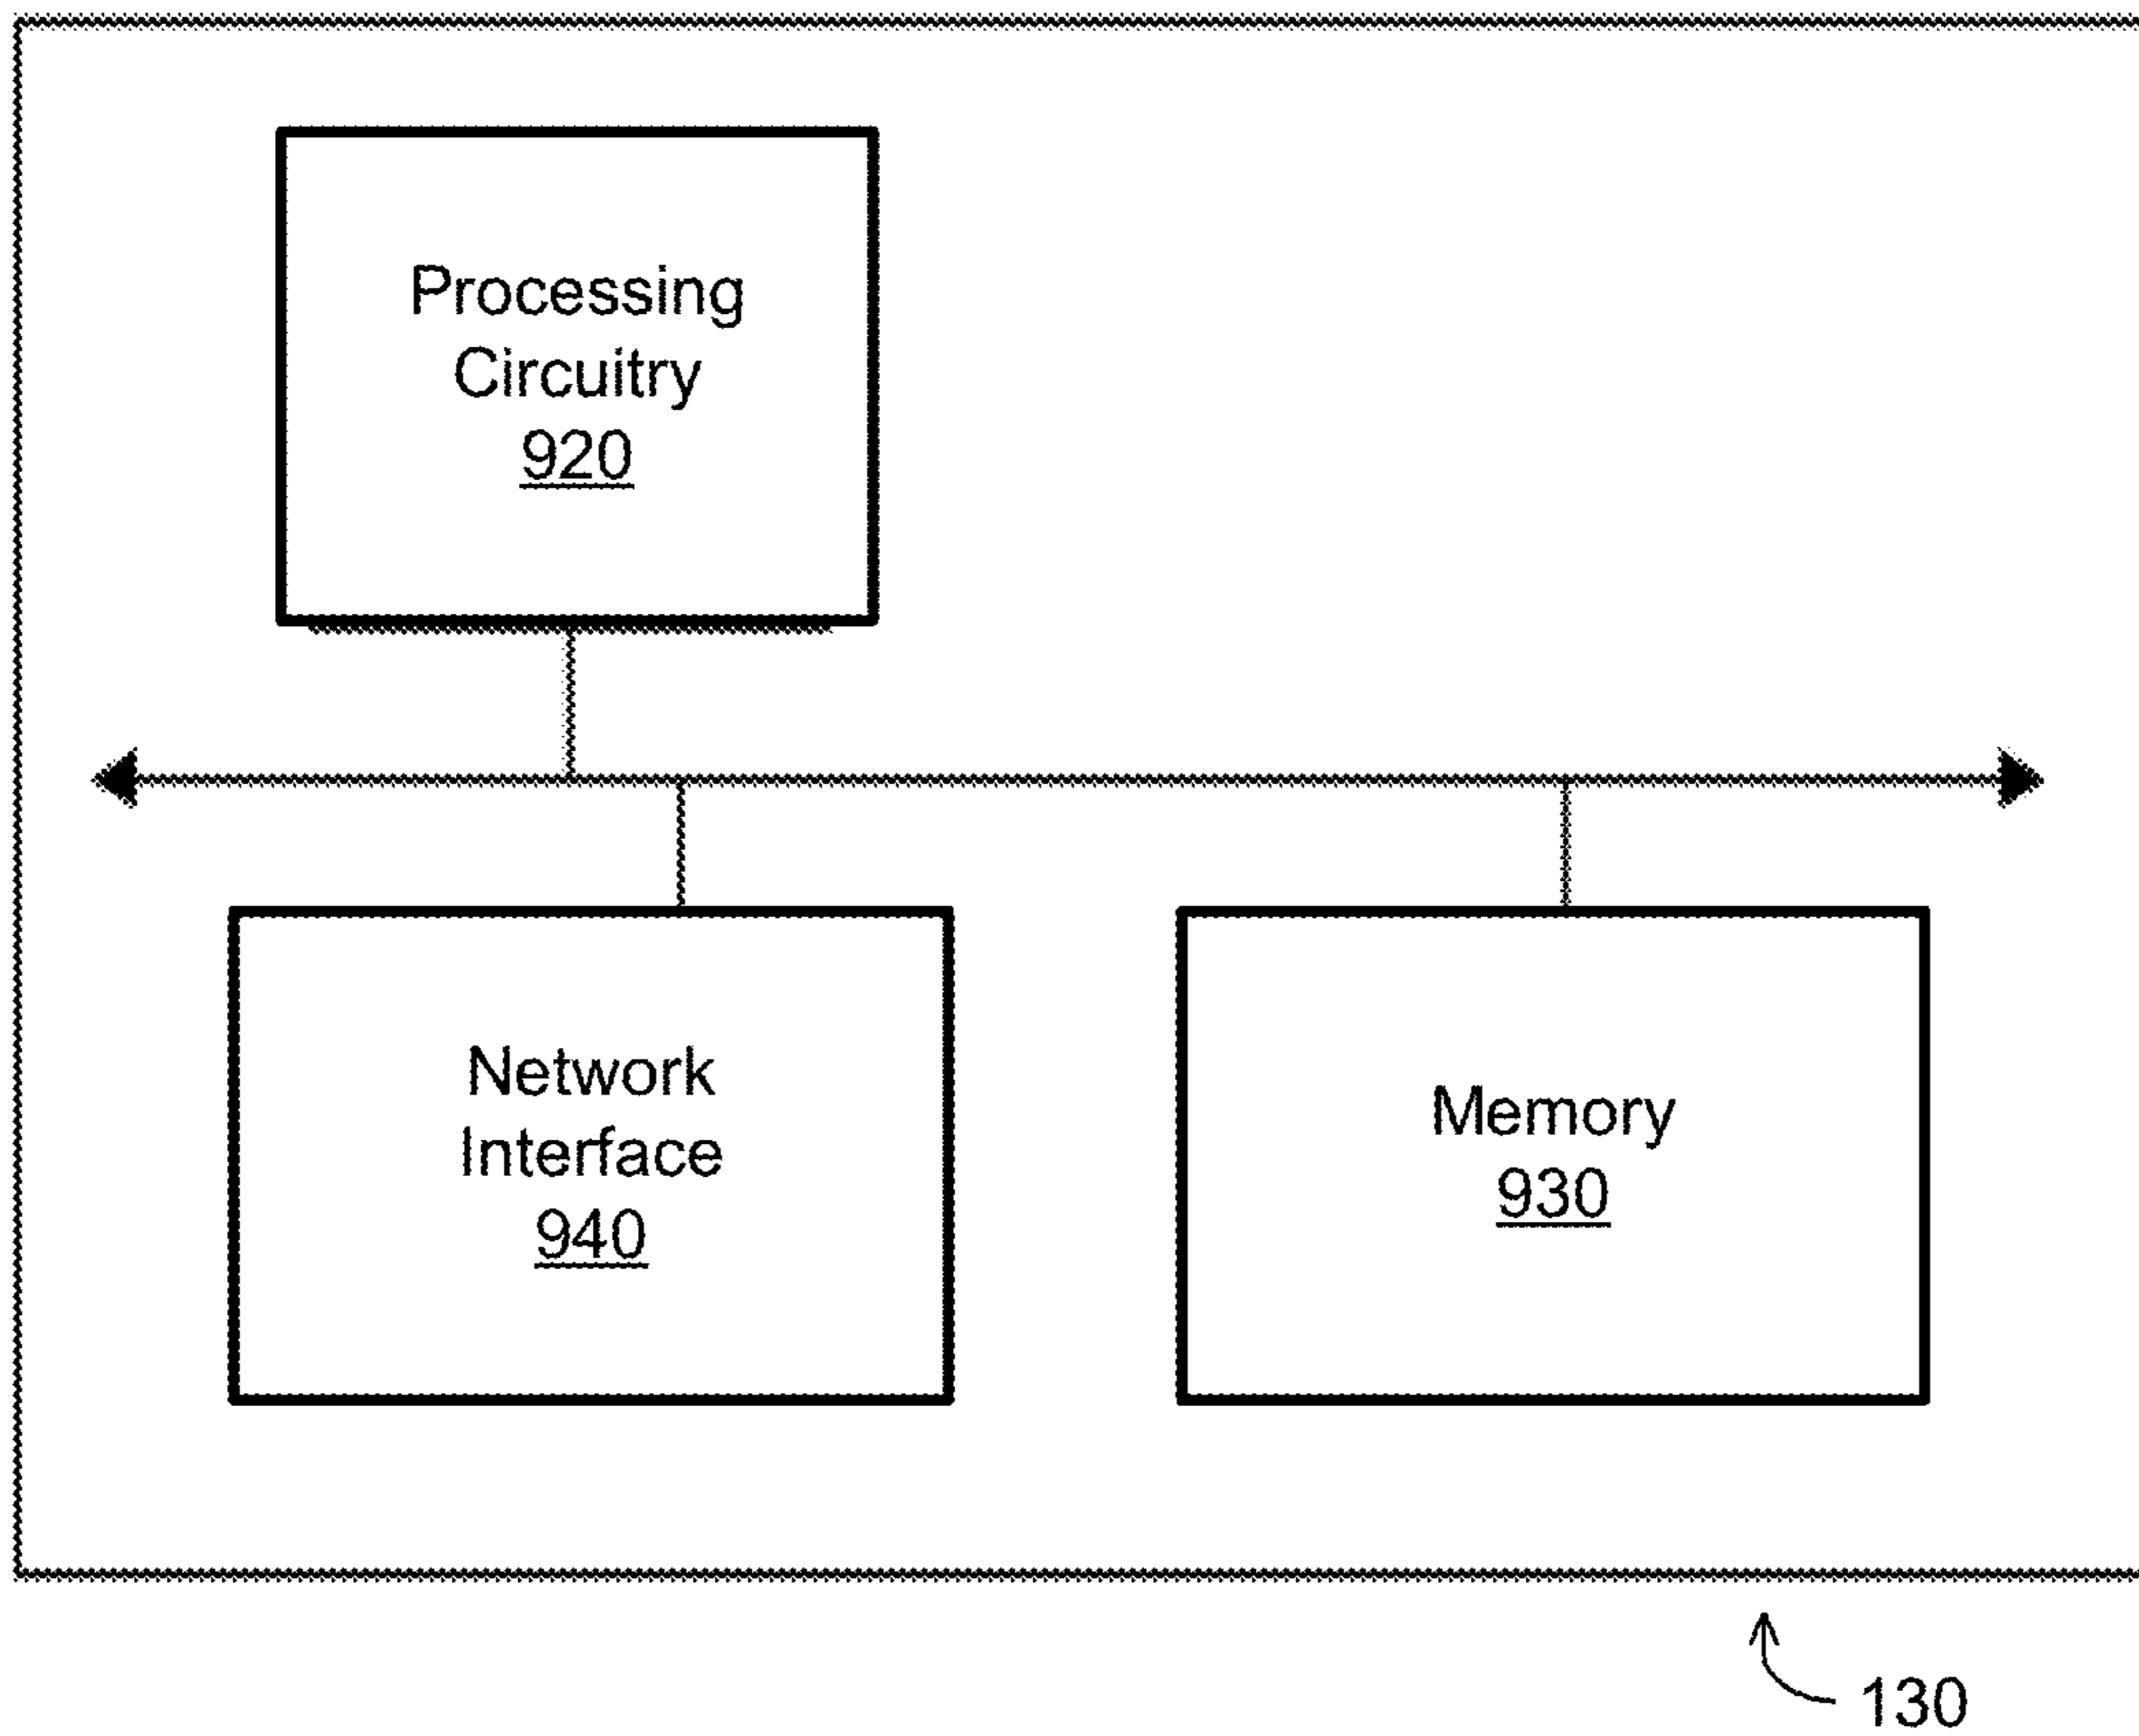 Processing
Circuitry
920
Network
Interface
940
Memory
930
130